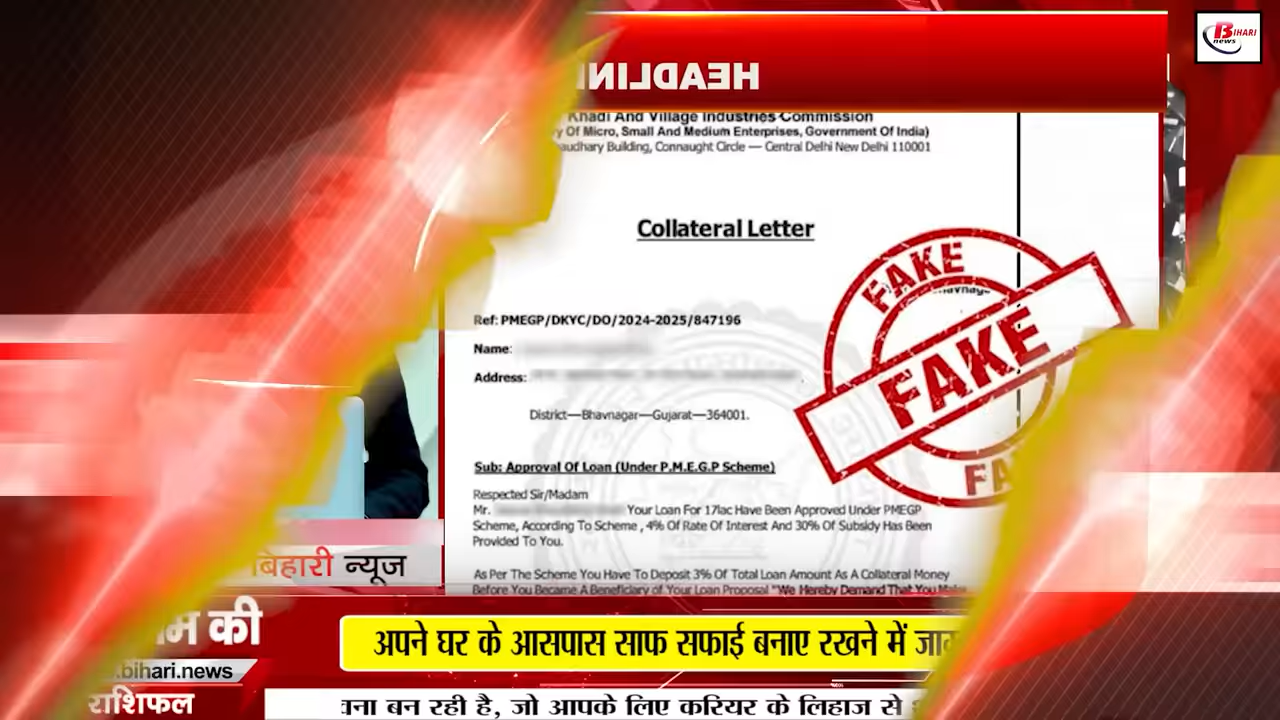 BIHARI
news
HEADLIN
Khadi And Village Industries Commission
Of Micro, Small And Medium Enterprises, Government Of India)
Building, Connaught Circle — Central Delhi New Delhi 110001
Collateral Letter
Ref: PMEGP/DKYC/DO/2024-2025/847196
Name:
Address:
District—Bhavnagar—Gujarat—364001.
FAKE
FAKE
Sub: Approval Of Loan (Under P.M.E.G.P Scheme)
Respected Sir/Madam
Mr. Your Loan For 17lac Have Been Approved Under PMEGP
Scheme, According To Scheme , 4% Of Rate Of Interest And 30% Of Subsidy Has Been
Provided To You.
As Per The Scheme You Have To Deposit 3% Of Total Loan Amount As A Collateral Money
Before You Became A Beneficiary of Your Loan Proposal "We Hereby Demand That You
बिहारी न्यूज
की
अपने घर के आसपास साफ सफाई बनाए रखने में
.bihari.news
राशिफल
बन रही है, जो आपके लिए करियर के लिहाज से